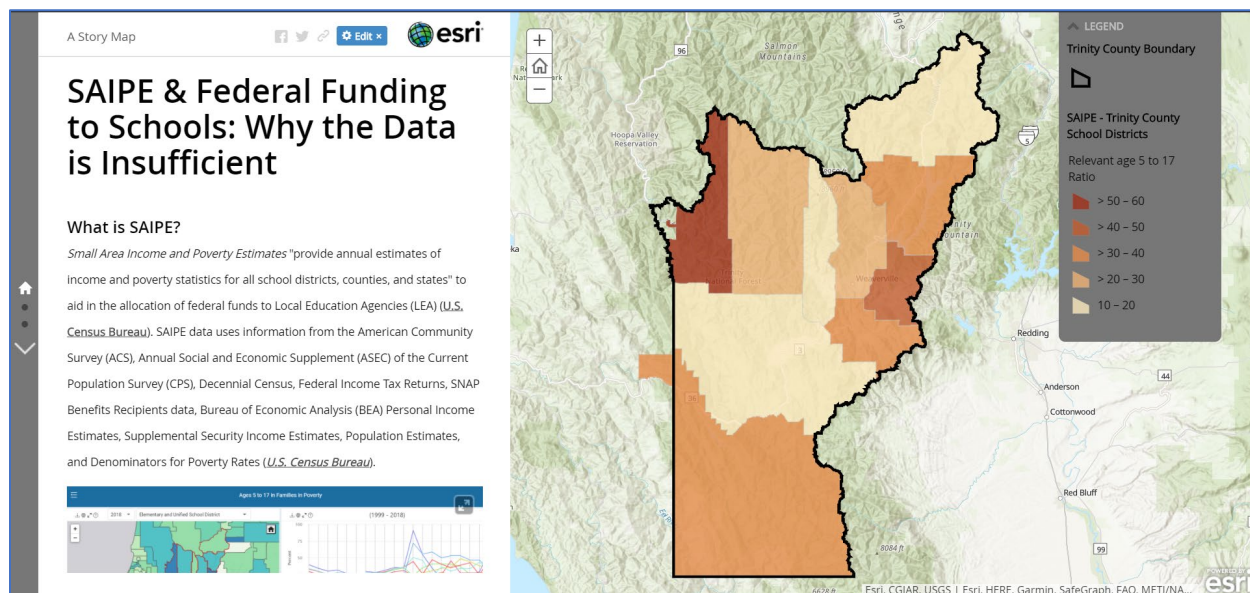 A Story Map
Edit ×
esri
SAIPE & Federal Funding
to Schools: Why the Data
is Insufficient
What is SAIPE?
Small Area Income and Poverty Estimates "provide annual estimates of
income and poverty statistics for all school districts, counties, and states" to
aid in the allocation of federal funds to Local Education Agencies (LEA) (U.S.
Census Bureau). SAIPE data uses information from the American Community
Survey (ACS), Annual Social and Economic Supplement (ASEC) of the Current
Population Survey (CPS), Decennial Census, Federal Income Tax Returns, SNAP
Benefits Recipients data, Bureau of Economic Analysis (BEA) Personal Income
Estimates, Supplemental Security Income Estimates, Population Estimates,
and Denominators for Poverty Rates (U.S. Census Bureau).
Ages 5 to 17 in Families in Poverty
2018
Elementary and Unified School District
(1999 - 2018)
Percent
100
75
50
+
−
96
Salmon
Mountains
Hoopa Valley
Reservation
5
Weaverville
3
36
Redding
44
Anderson
Cottonwood
Red Bluff
99
8084 ft
LEGEND
Trinity County Boundary
SAIPE - Trinity County
School Districts
Relevant age 5 to 17
Ratio
> 50 – 60
> 40 – 50
> 30 – 40
> 20 – 30
10 – 20
Esri, CGIAR, USGS | Esri, HERE, Garmin, SafeGraph, FAO, METI/NA...
POWERED BY
esri